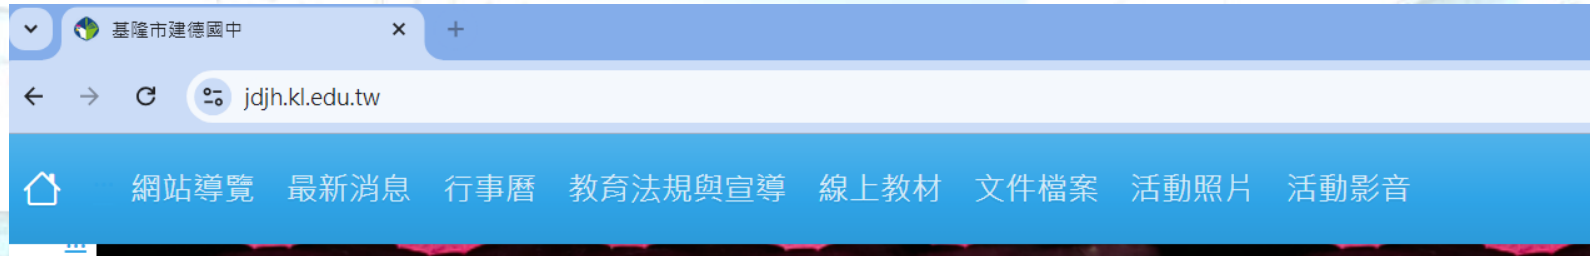 基隆市建德國中
jdjh.kl.edu.tw
網站導覽 最新消息 行事曆 教育法規與宣導 線上教材 文件檔案 活動照片 活動影音